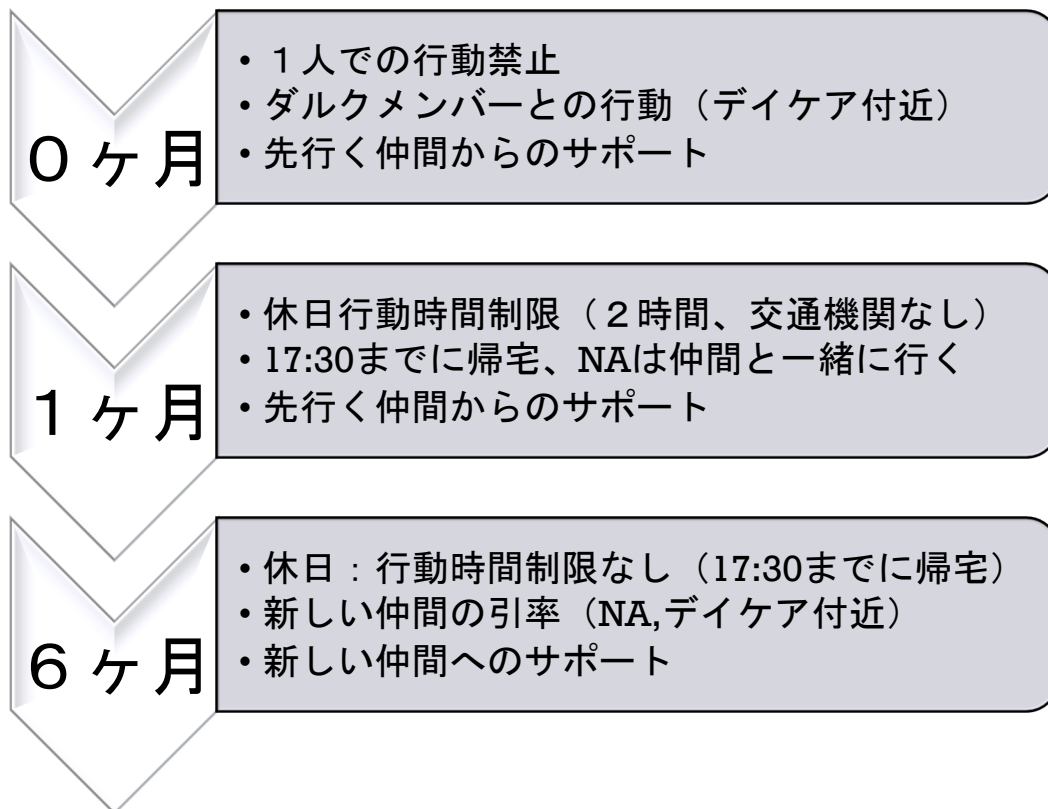 ０ヶ月
・１人での行動禁止
・ダルクメンバーとの行動（デイケア付近）
・先行く仲間からのサポート
１ヶ月
・休日行動時間制限（２時間、交通機関なし）
・17:30までに帰宅、NAは仲間と一緒に行く
・先行く仲間からのサポート
６ヶ月
・休日：行動時間制限なし（17:30までに帰宅）
・新しい仲間の引率（NA,デイケア付近）
・新しい仲間へのサポート